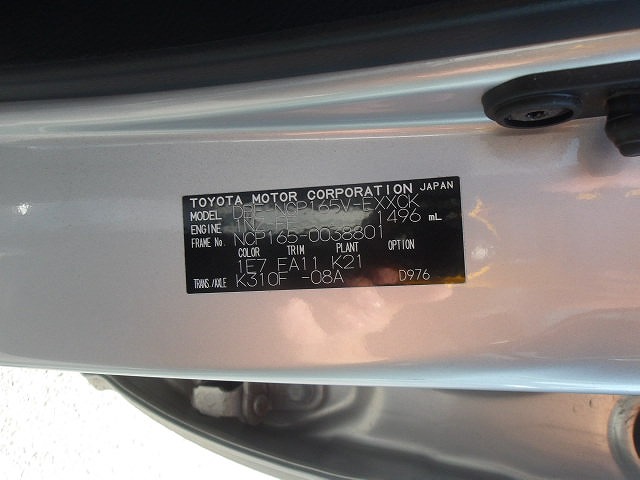 TOYOTA MOTOR CORPORATION JAPAN
MODEL DBE-NCP165V-EXXCK
ENGINE 1NZ-FE 1496 mL
FRAME No. NCP165-0038801
COLOR TRIM PLANT OPTION
1E7 EA11 K21
TRANS./AXLE K310F -08A D976